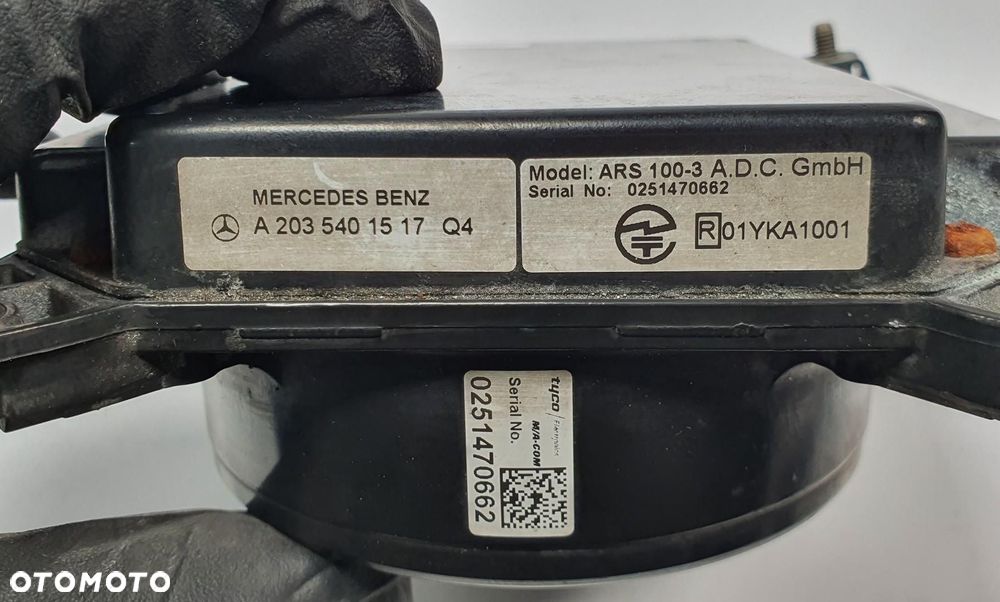 MERCEDES BENZ
A 203 540 15 17 Q4
Model: ARS 100-3 A.D.C. GmbH
Serial No: 0251470662
R 01YKA1001
tyco / Electronics
M/A-COM
Serial No.
0251470662
OTOMOTO